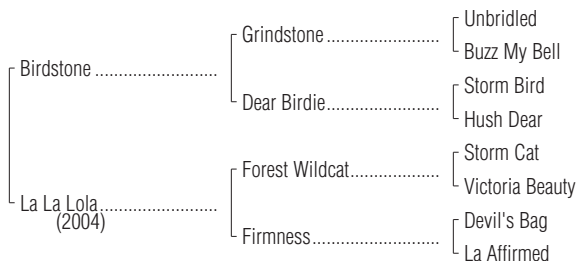 Unbridled
Grindstone ........................
Buzz My Bell
Birdstone ..........................
Storm Bird
Dear Birdie........................
Hush Dear
Storm Cat
Forest Wildcat...................
Victoria Beauty
La La Lola.........................
(2004)
Devil's Bag
Firmness...........................
La Affirmed